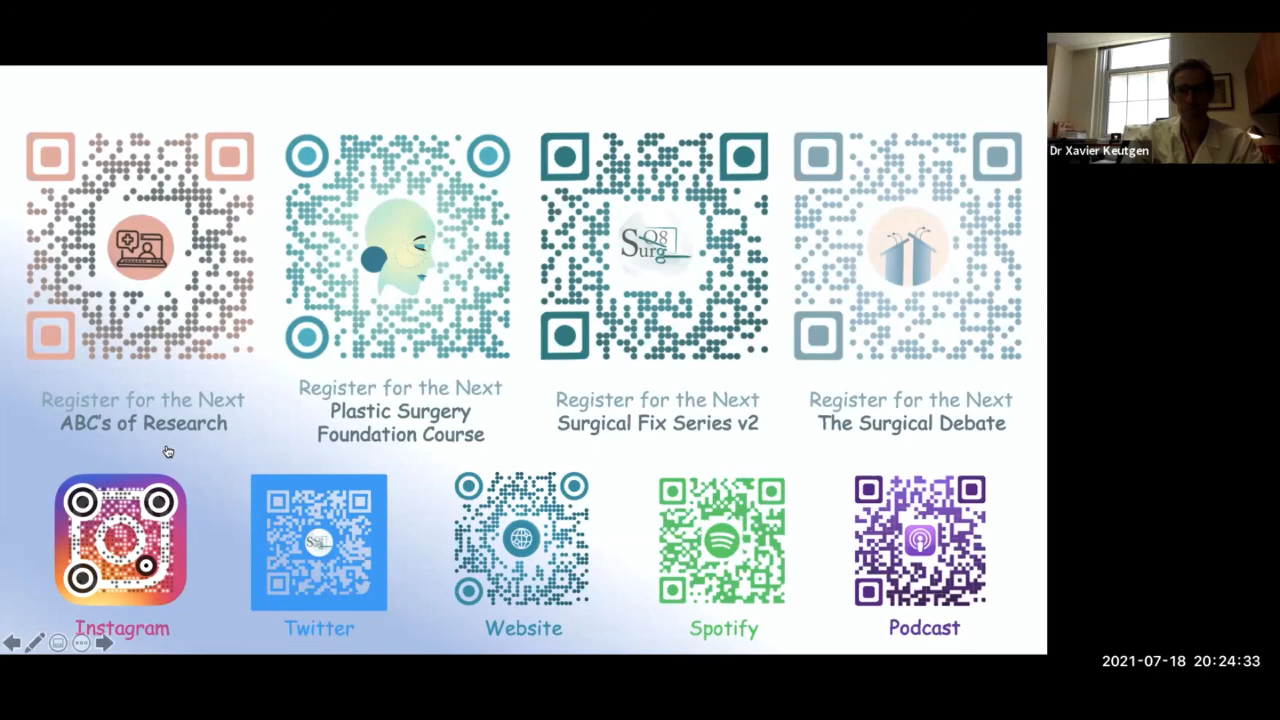 Dr Xavier Keutgen
Q8
Surg
Register for the Next
ABC's of Research
Register for the Next
Plastic Surgery
Foundation Course
Register for the Next
Surgical Fix Series v2
Register for the Next
The Surgical Debate
Instagram
Twitter
Website
Spotify
Podcast
2021-07-18 20:24:33